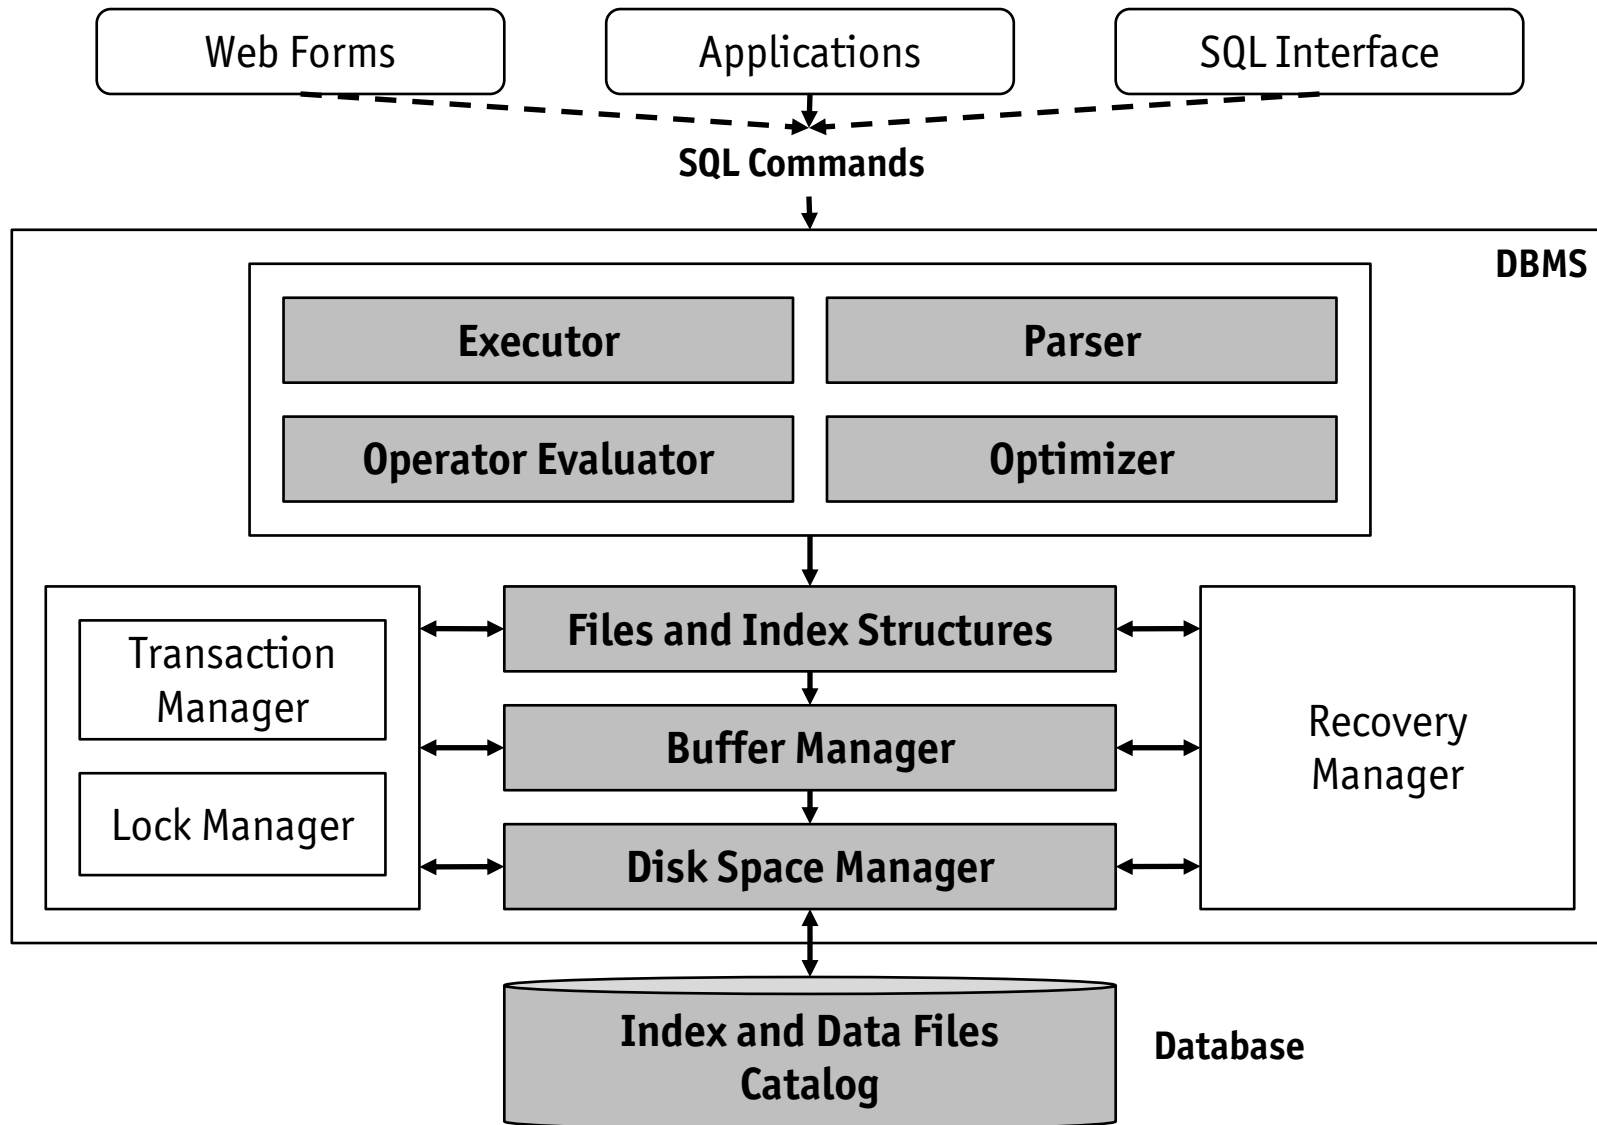 Web Forms
Applications
SQL Interface
SQL Commands
DBMS
Executor
Parser
Operator Evaluator
Optimizer
Transaction
Manager
Lock Manager
Files and Index Structures
Buffer Manager
Disk Space Manager
Recovery
Manager
Index and Data Files
Catalog
Database